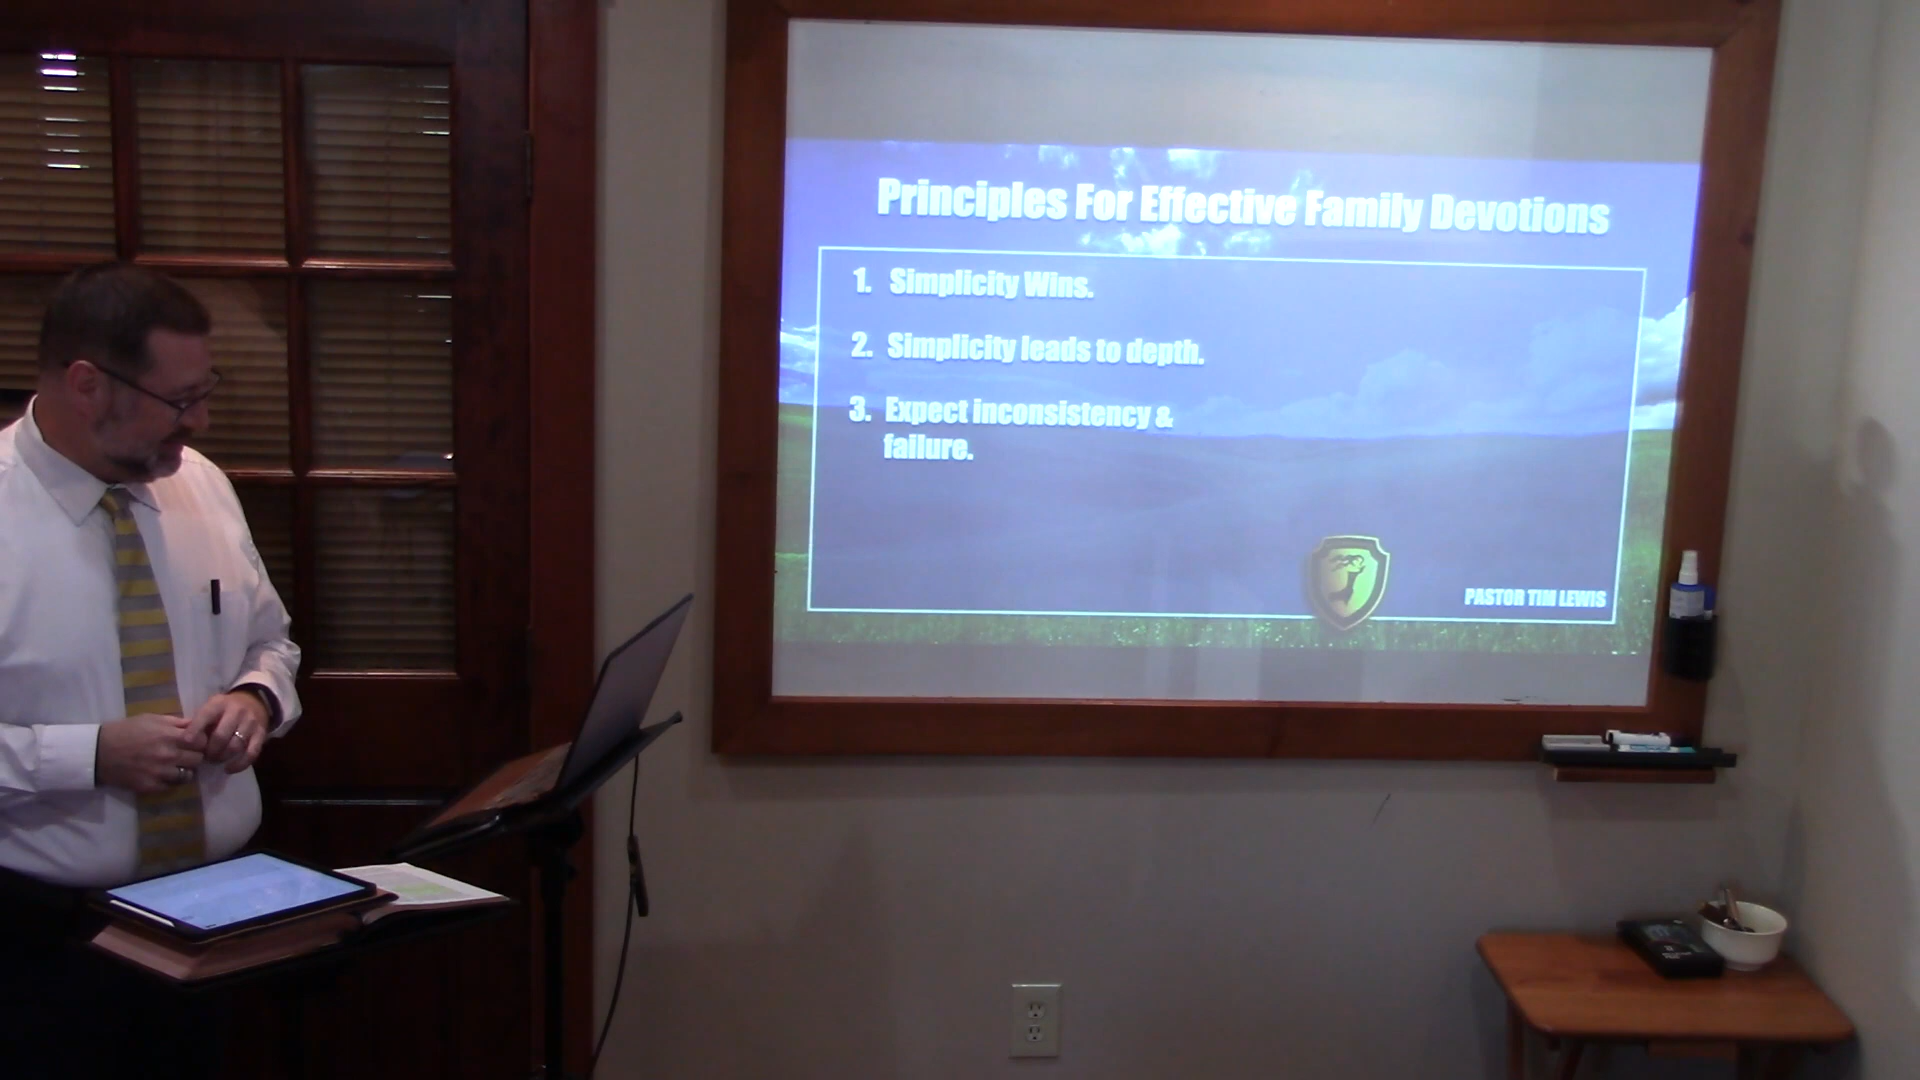 Principles For Effective Family Devotions
1. Simplicity Wins.
2. Simplicity leads to depth.
3. Expect inconsistency &
failure.
PASTOR TIM LEWIS